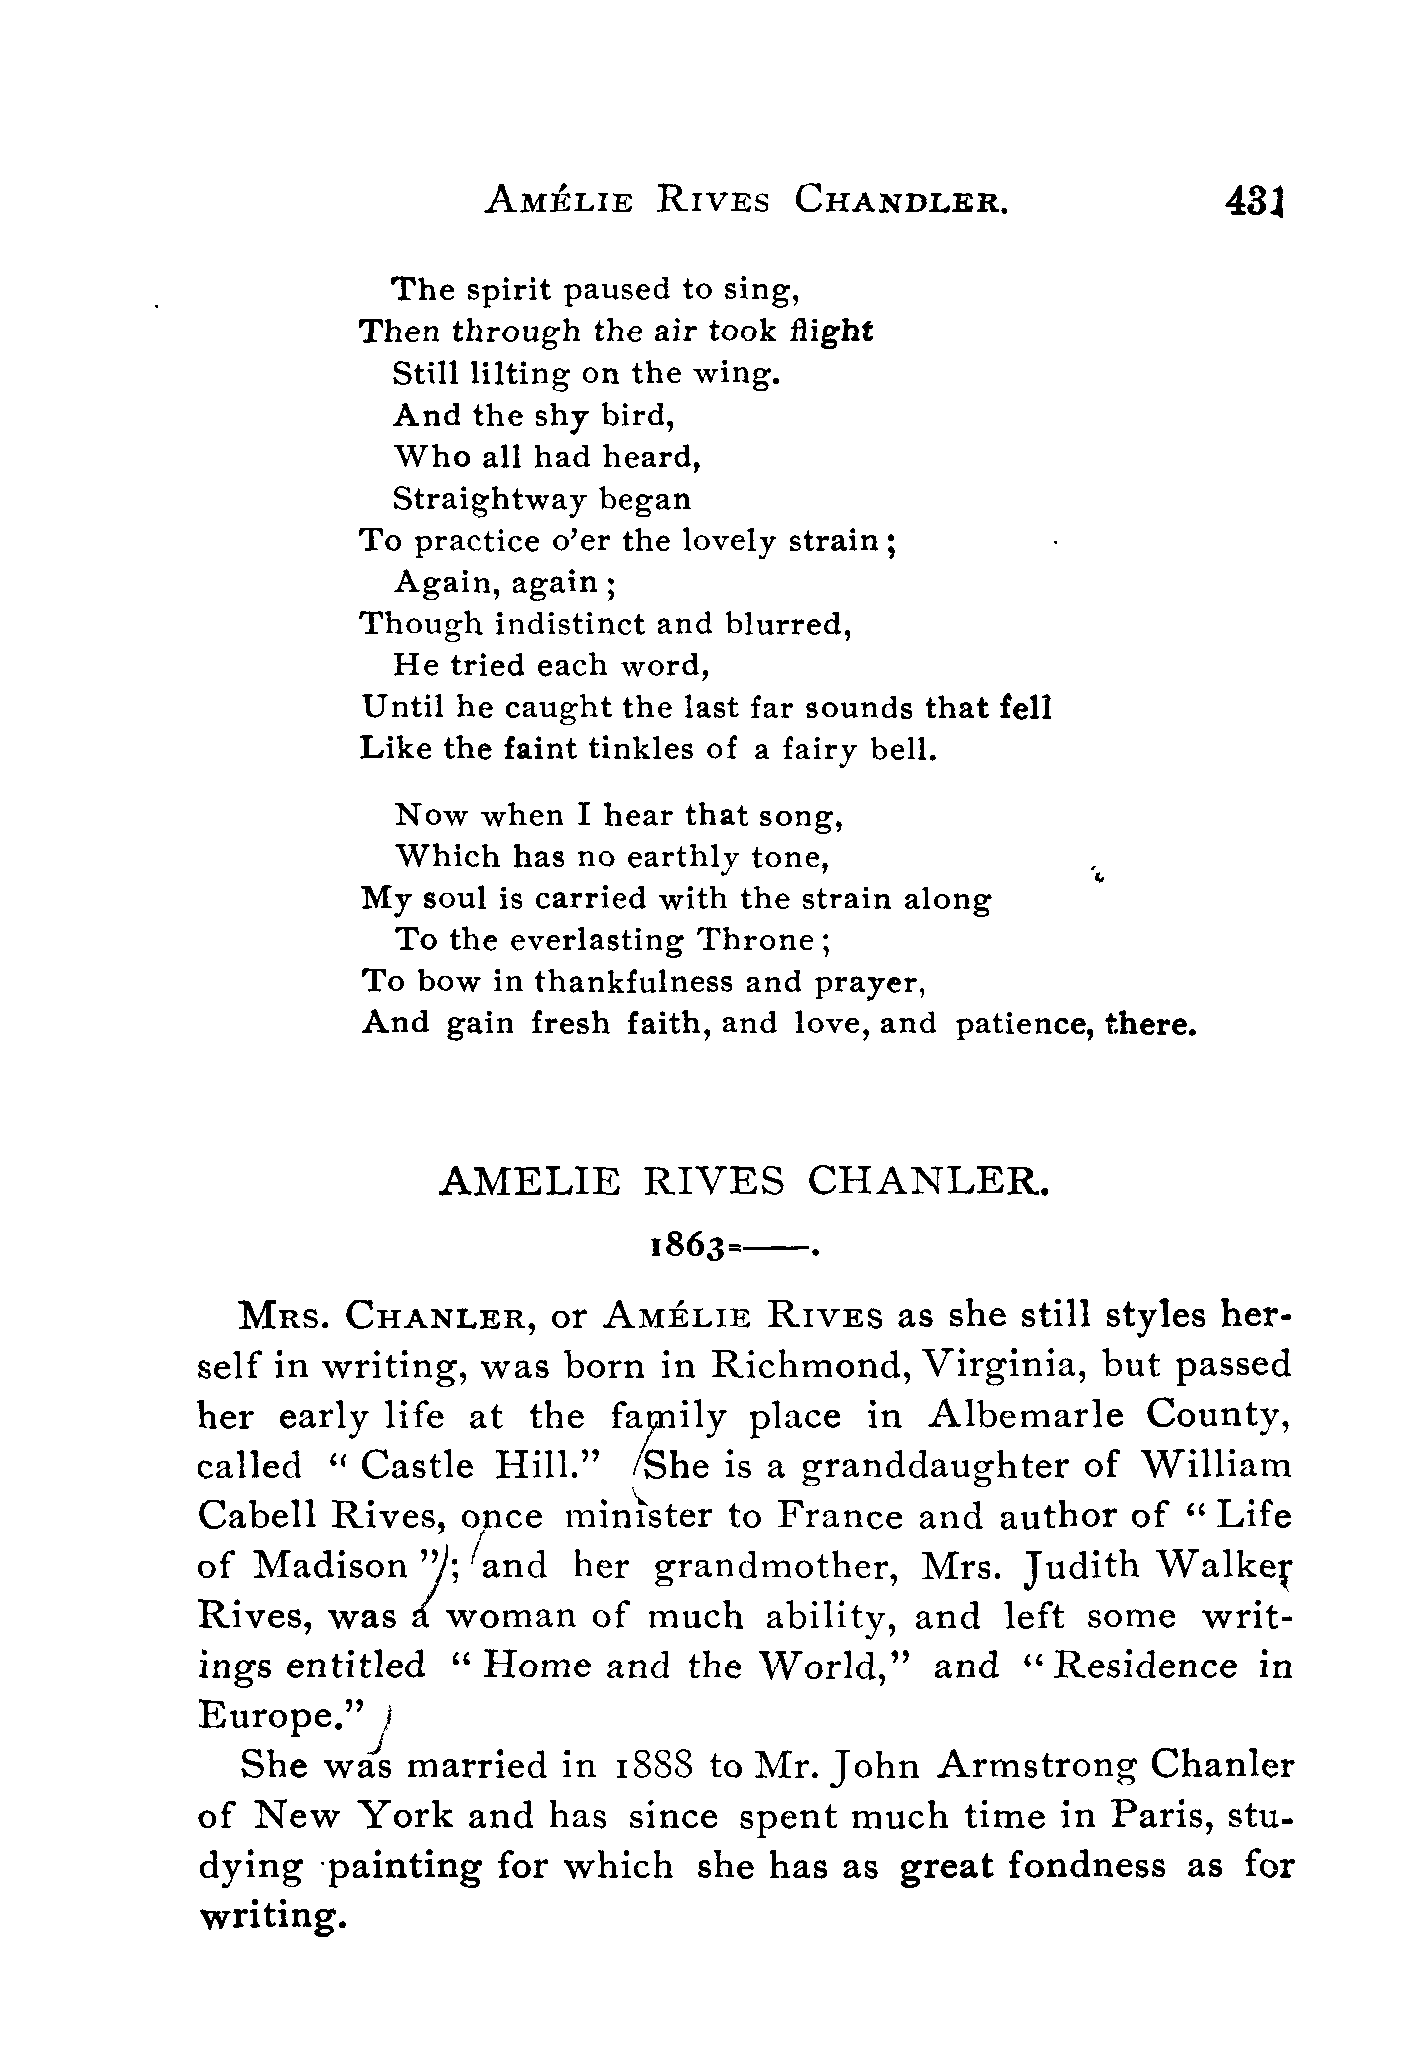 AMÉLIE RIVES CHANDLER. 431
The spirit paused to sing,
Then through the air took flight
Still lilting on the wing.
And the shy bird,
Who all had heard,
Straightway began
To practice o'er the lovely strain;
Again, again;
Though indistinct and blurred,
He tried each word,
Until he caught the last far sounds that fell
Like the faint tinkles of a fairy bell.
Now when I hear that song,
Which has no earthly tone,
My soul is carried with the strain along
To the everlasting Throne;
To bow in thankfulness and prayer,
And gain fresh faith, and love, and patience, there.
AMELIE RIVES CHANLER.
1863=——.
MRS. CHANLER, or AMÉLIE RIVES as she still styles her-
self in writing, was born in Richmond, Virginia, but passed
her early life at the family place in Albemarle County,
called "Castle Hill." She is a granddaughter of William
Cabell Rives, once minister to France and author of "Life
of Madison"; and her grandmother, Mrs. Judith Walker
Rives, was a woman of much ability, and left some writ-
ings entitled "Home and the World," and "Residence in
Europe."
She was married in 1888 to Mr. John Armstrong Chanler
of New York and has since spent much time in Paris, stu-
dying painting for which she has as great fondness as for
writing.